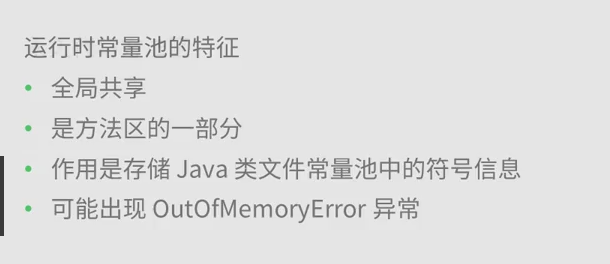 运行时常量池的特征
• 全局共享
• 是方法区的一部分
• 作用是存储 Java 类文件常量池中的符号信息
• 可能出现 OutOfMemoryError 异常